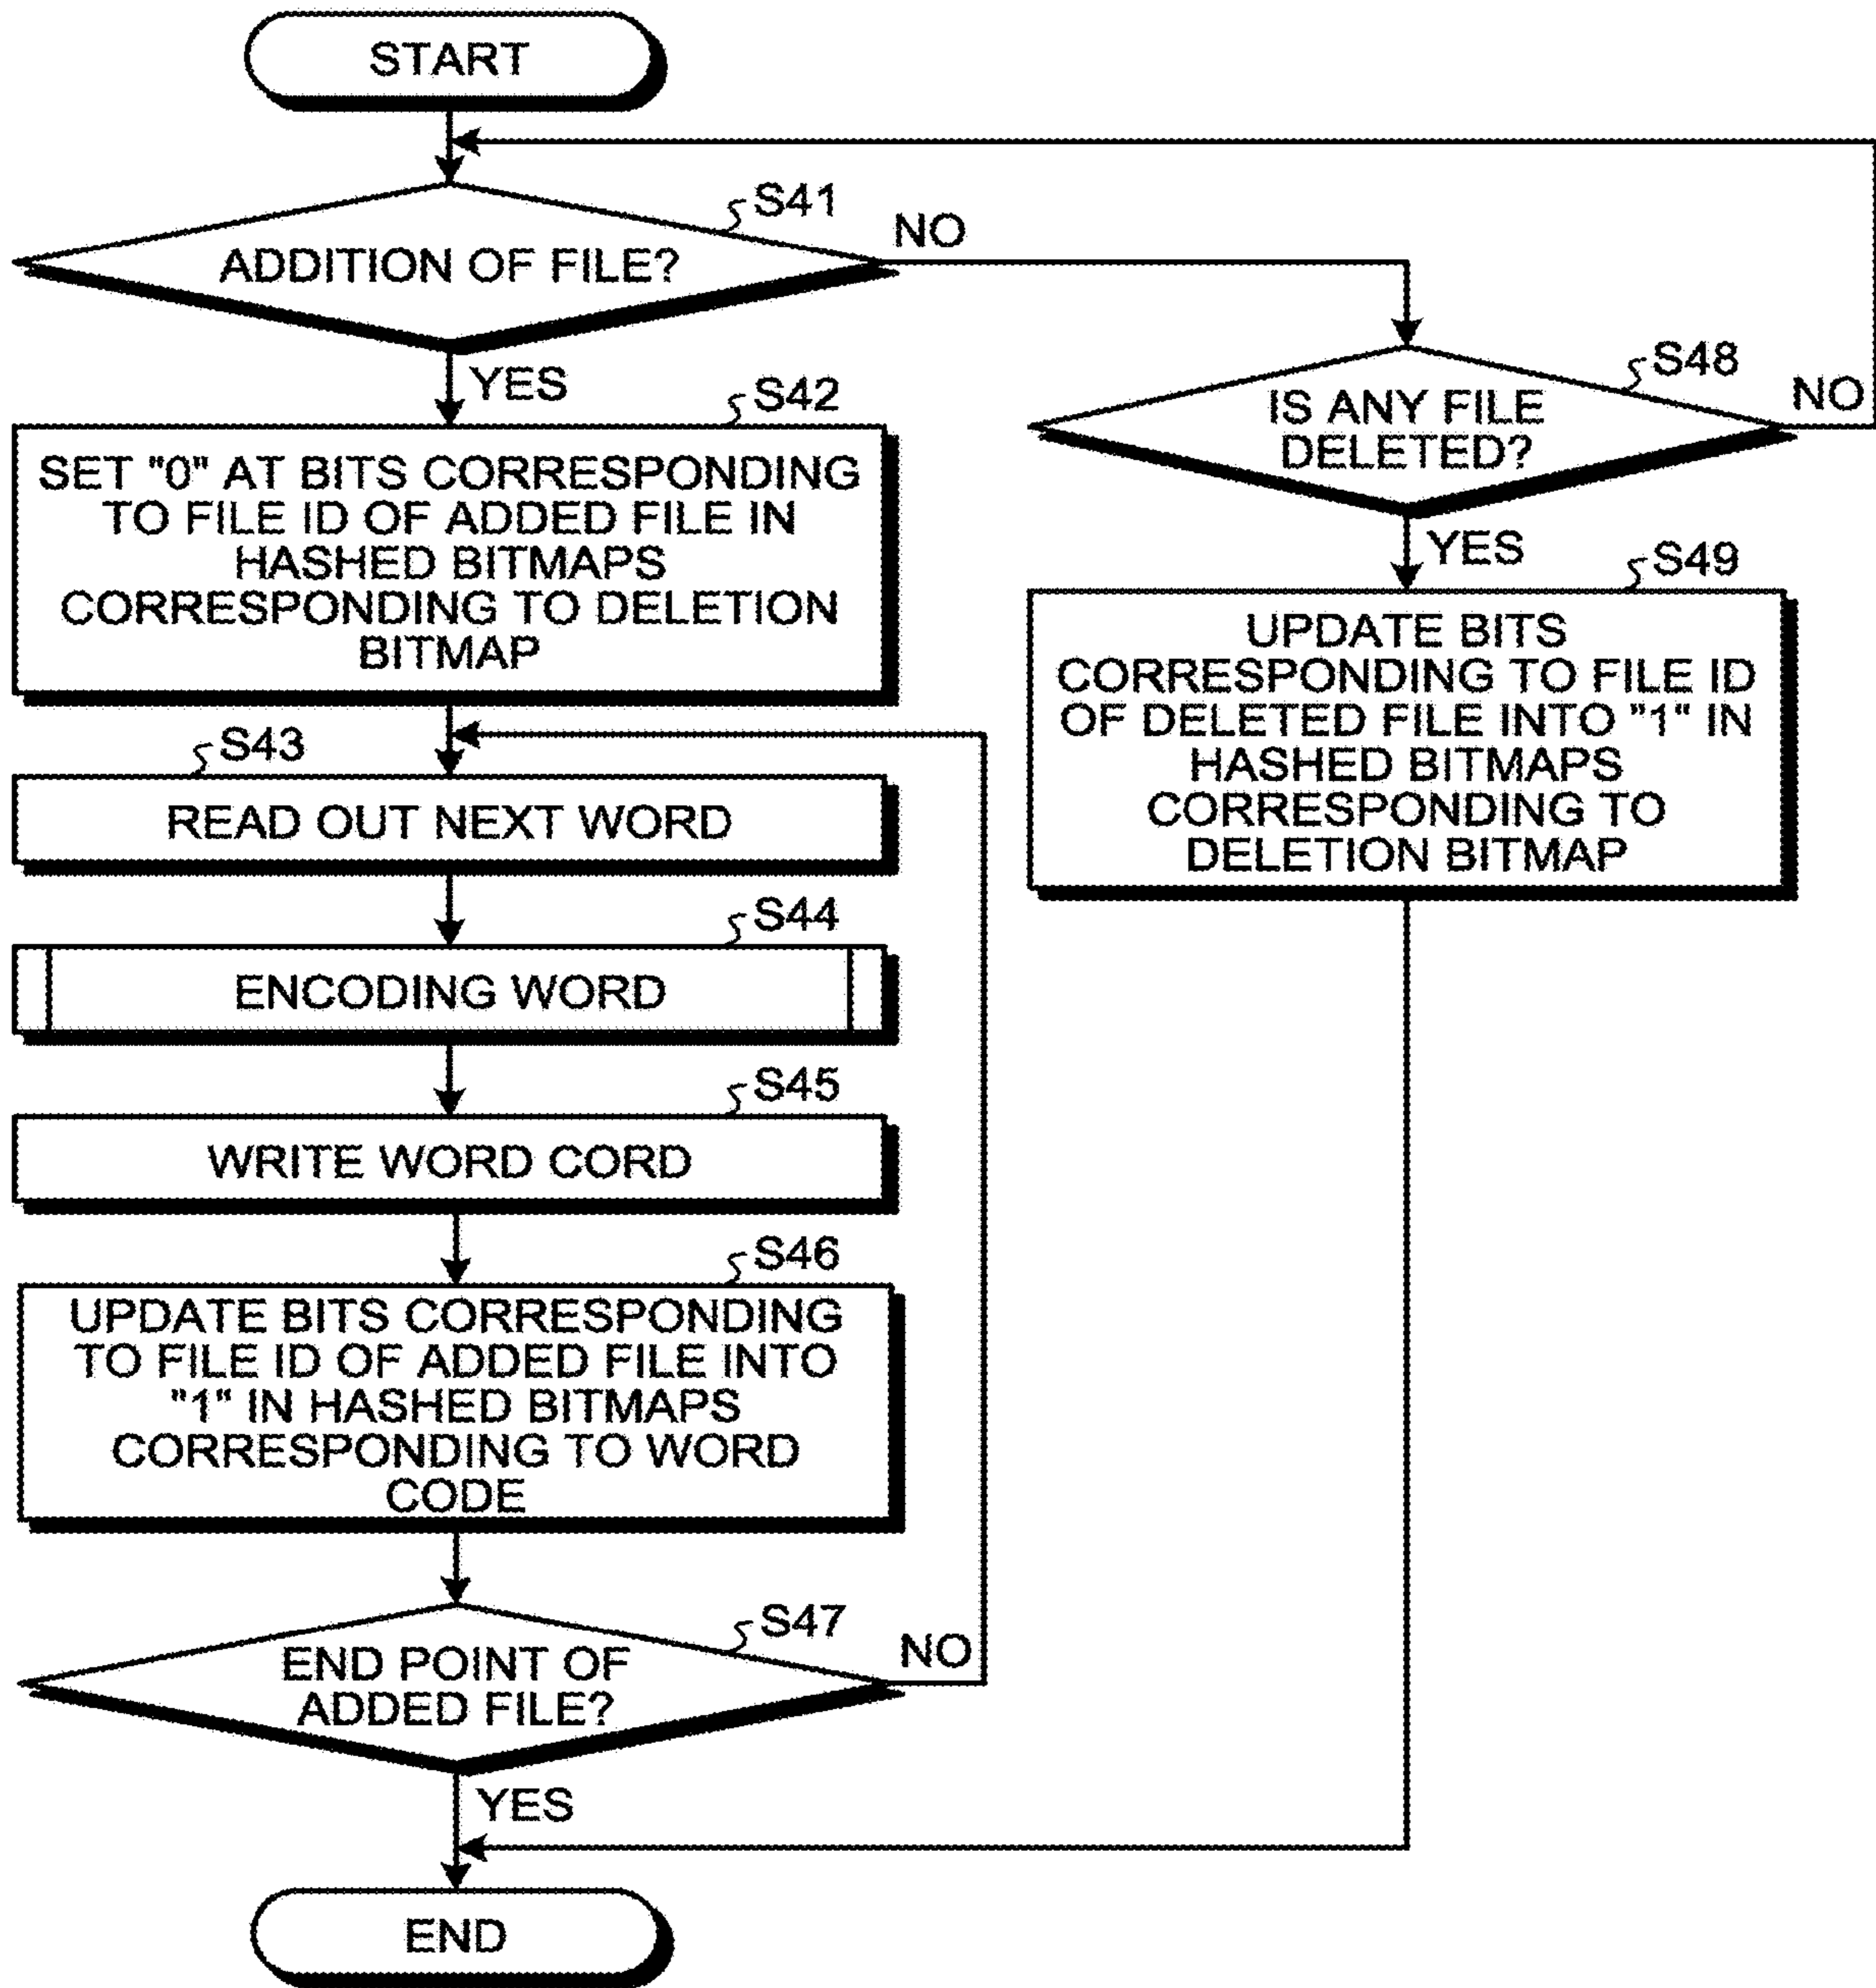 START
S41
ADDITION OF FILE?
NO
YES
S42
SET "0" AT BITS CORRESPONDING
TO FILE ID OF ADDED FILE IN
HASHED BITMAPS
CORRESPONDING TO DELETION
BITMAP
S43
READ OUT NEXT WORD
S44
ENCODING WORD
S45
WRITE WORD CORD
S46
UPDATE BITS CORRESPONDING
TO FILE ID OF ADDED FILE INTO
"1" IN HASHED BITMAPS
CORRESPONDING TO WORD
CODE
S47
END POINT OF
ADDED FILE?
NO
YES
S48
IS ANY FILE
DELETED?
NO
YES
S49
UPDATE BITS
CORRESPONDING TO FILE ID
OF DELETED FILE INTO "1" IN
HASHED BITMAPS
CORRESPONDING TO
DELETION BITMAP
END